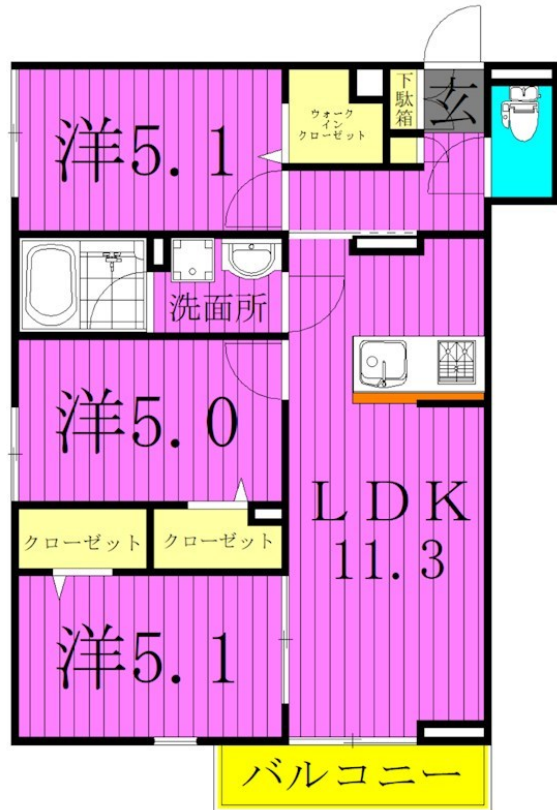 洋5.1
ウォーク
イン
クローゼット
下駄箱
玄
洗面所
洋5.0
LDK
11.3
クローゼット
クローゼット
洋5.1
バルコニー